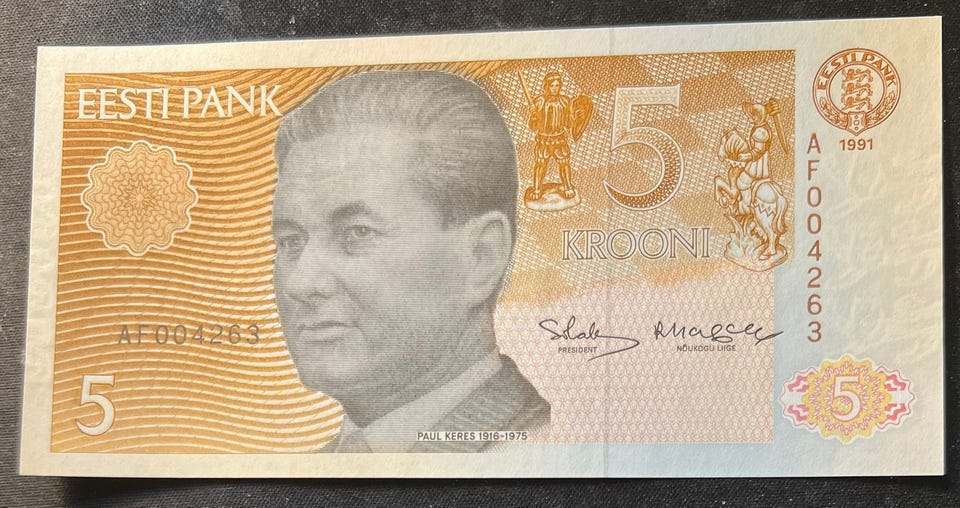 EESTI PANK
5
KROONI
EESTI PANK
1991
AF004263
AF004263
PRESIDENT
NÕUKOGU LIIGE
5
5
PAUL KERES 1916-1975